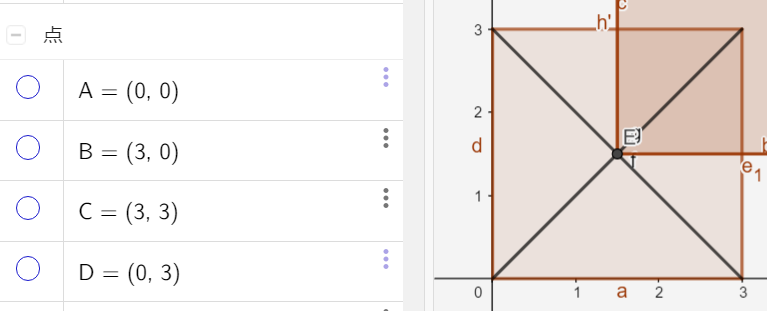 点
A = (0, 0)
B = (3, 0)
C = (3, 3)
D = (0, 3)
c
h'
3
2
d
E
b
e₁
f
1
0
1
a
2
3